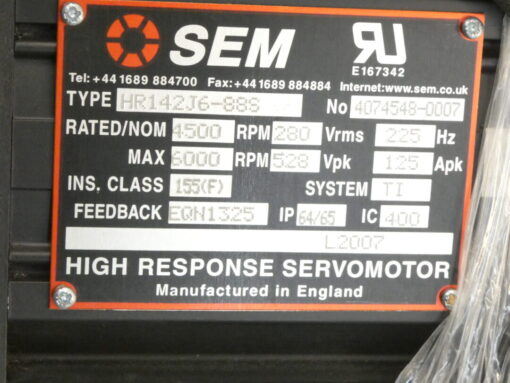 SEM
E167342
Tel:+44 1689 884700 Fax:+44 1689 884884 Internet:www.sem.co.uk
TYPE HR142J6-88S No 4074548-0007
RATED/NOM 4500 RPM 280 Vrms 225 Hz
MAX 6000 RPM 528 Vpk 125 Apk
INS, CLASS 155(F) SYSTEM TI
FEEDBACK EQN1325 IP 64/65 IC 400
L2007
HIGH RESPONSE SERVOMOTOR
Manufactured in England